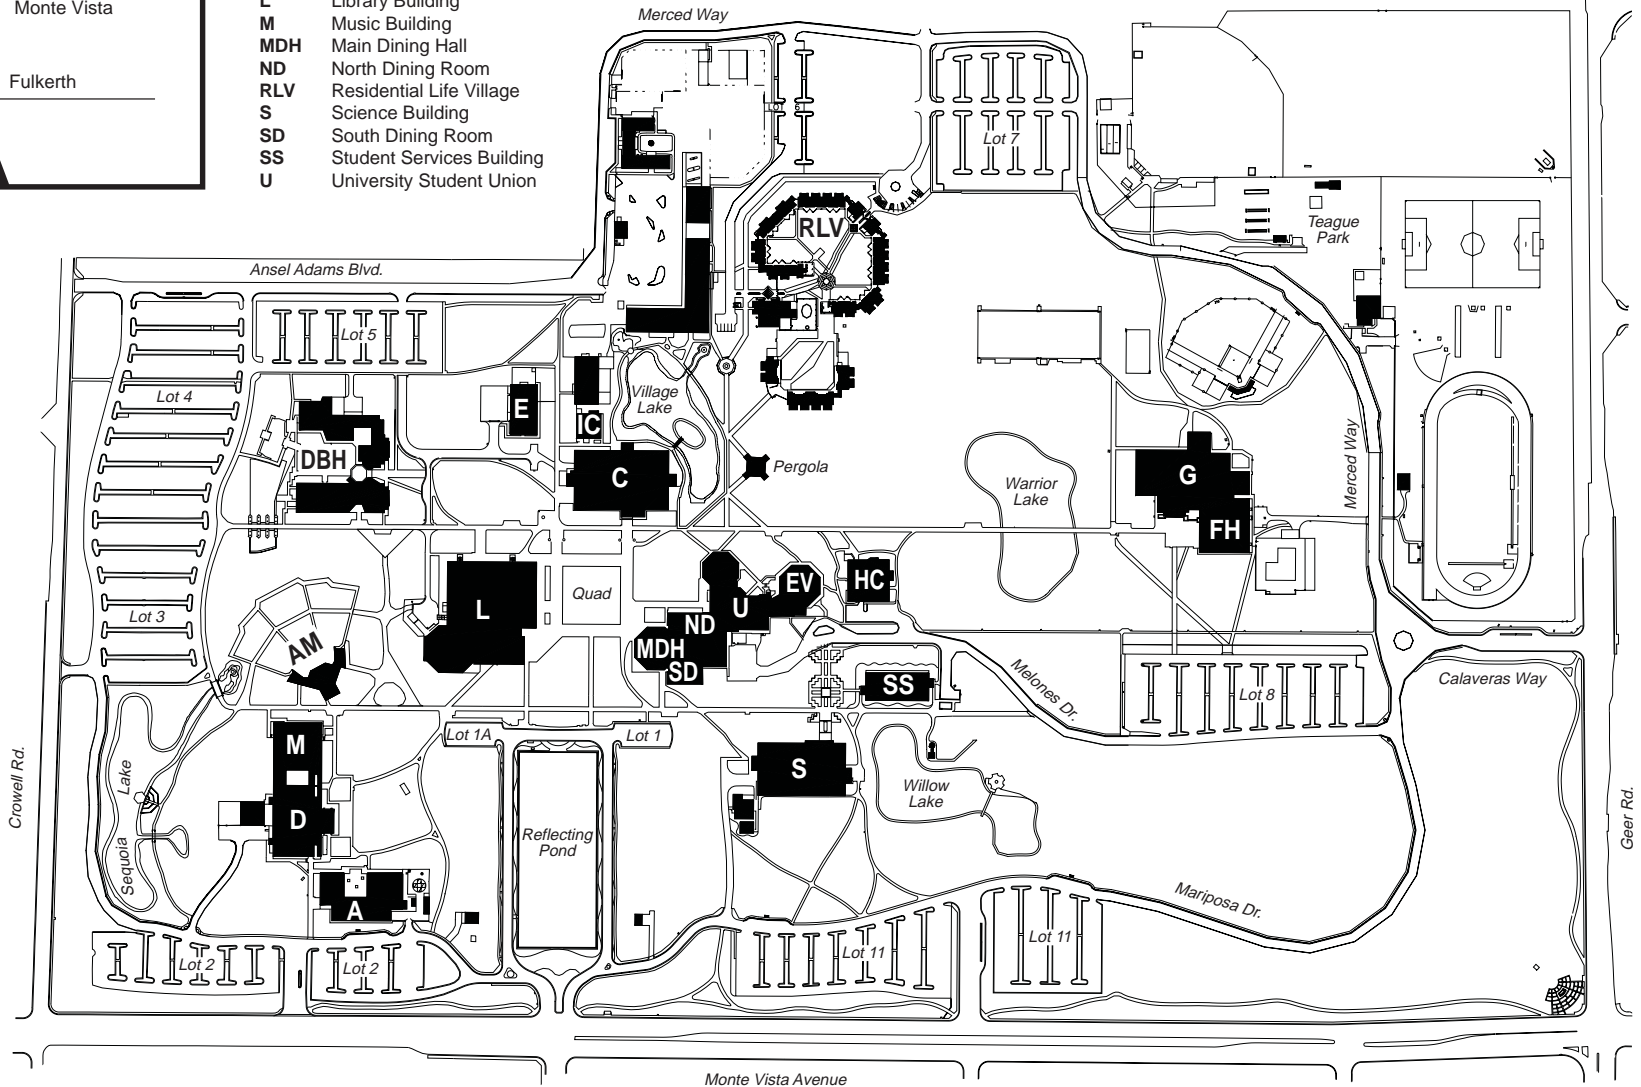 Monte Vista
Fulkerth
L Library Building
M Music Building
MDH Main Dining Hall
ND North Dining Room
RLV Residential Life Village
S Science Building
SD South Dining Room
SS Student Services Building
U University Student Union
Merced Way
Lot 7
RLV
Teague
Park
Ansel Adams Blvd.
Lot 5
Lot 4
E
IC
Village
Lake
DBH
C
Pergola
Warrior
Lake
G
FH
Merced Way
Lot 3
AM
L
Quad
U
EV
HC
ND
MDH
SD
SS
Melones Dr.
Lot 8
Calaveras Way
Crowell Rd.
Sequoia Lake
M
D
A
Lot 1A
Lot 1
Reflecting
Pond
S
Willow
Lake
Geer Rd.
Mariposa Dr.
Lot 2
Lot 2
Lot 11
Lot 11
Monte Vista Avenue